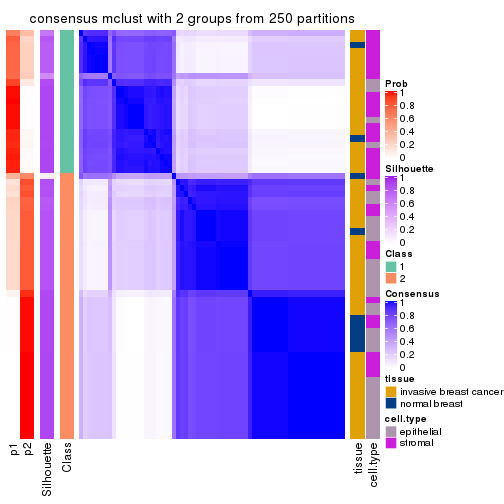 consensus mclust with 2 groups from 250 partitions
Prob
1
0.8
0.6
0.4
0.2
0
Silhouette
1
0.8
0.6
0.4
0.2
0
Class
1
2
Consensus
1
0.8
0.6
0.4
0.2
0
tissue
invasive breast cancer
normal breast
cell.type
epithelial
stromal
p1
p2
Silhouette
Class
tissue
cell.type